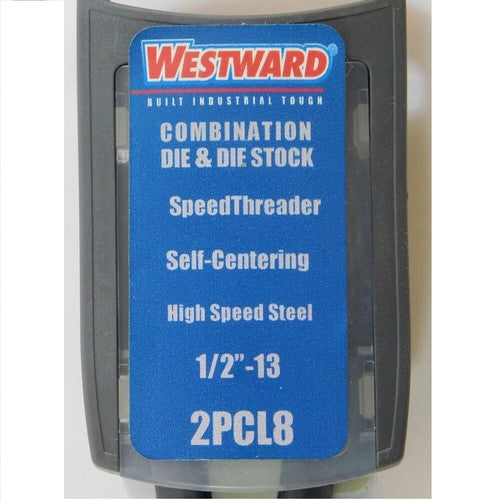 WESTWARD®
BUILT INDUSTRIAL TOUGH
COMBINATION
DIE & DIE STOCK
SpeedThreader
Self-Centering
High Speed Steel
1/2"-13
2PCL8